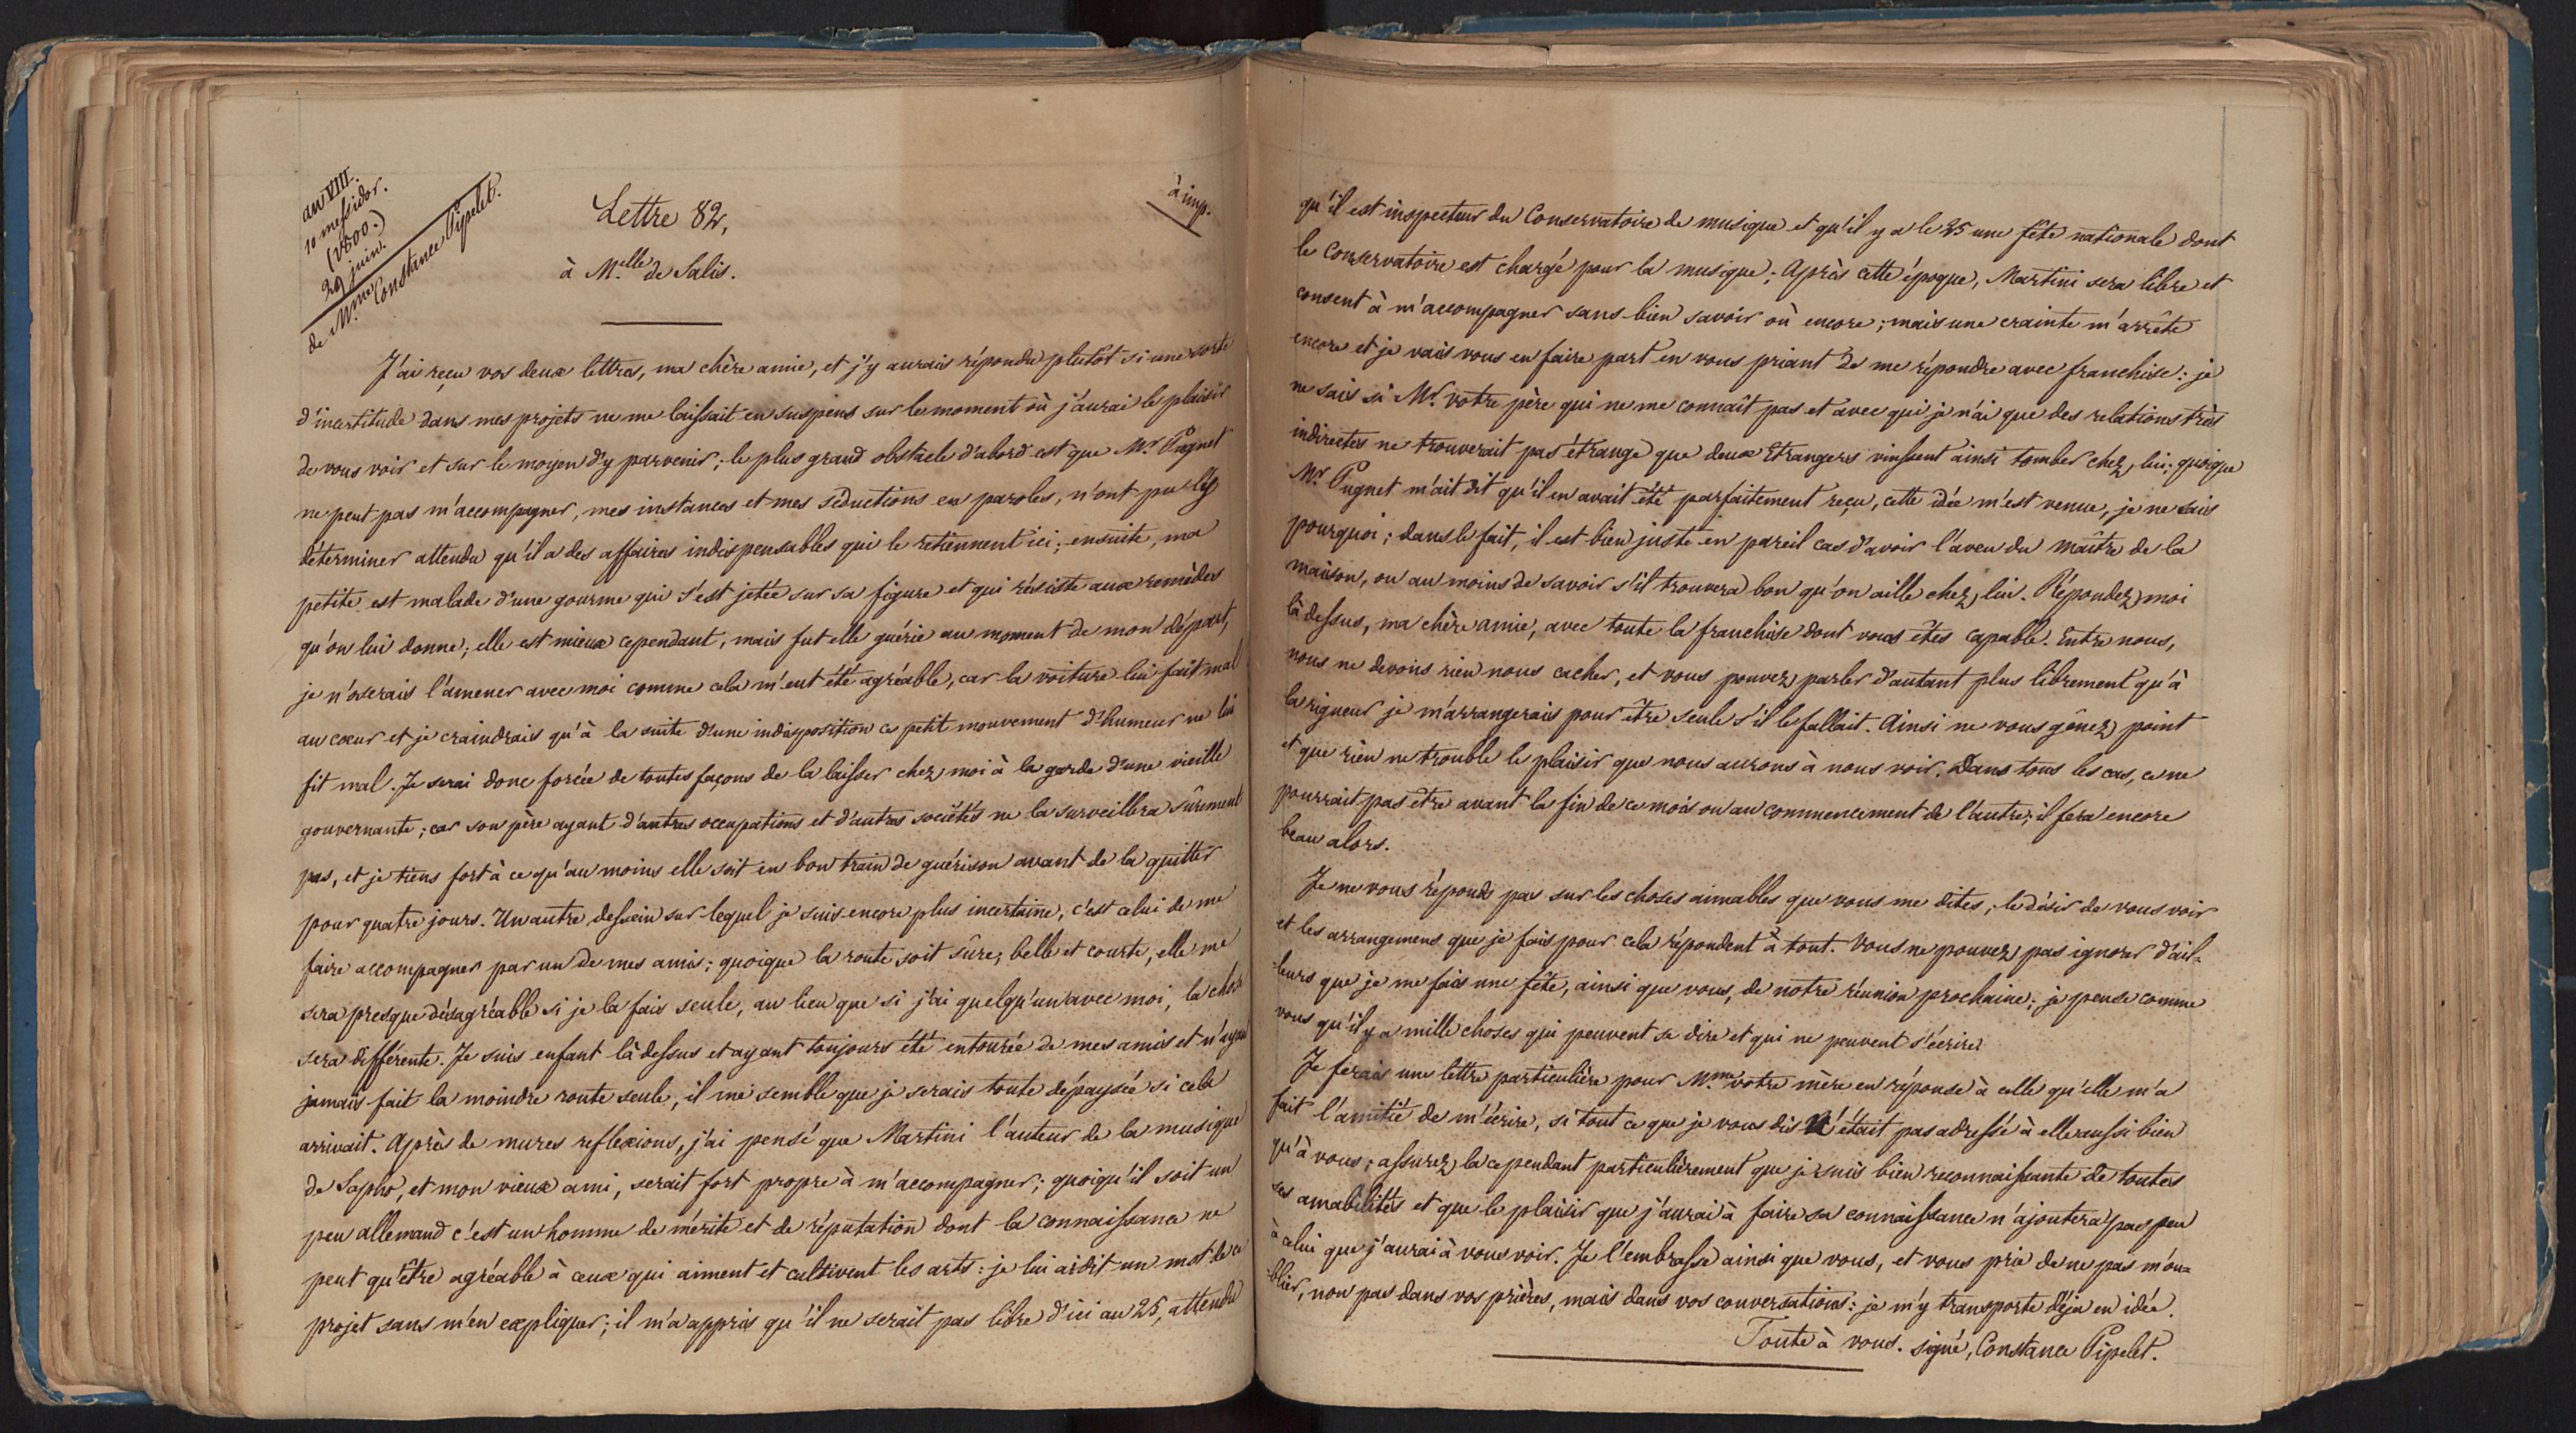 an VIII.
10 messidor.
(1800.)
29 juin.
de Mme Constance Pipelet.
Lettre 82,
à Melle de Salis.
à imp.
J'ai reçu vos deux lettres, ma chère amie, et j'y aurais répondu plutôt si une sorte
d'incertitude dans mes projets ne me laissait en suspens sur le moment où j'aurai le plaisir
de vous voir et sur le moyen d'y parvenir; le plus grand obstacle d'abord est que Mr. Pugnet
ne peut pas m'accompagner, mes instances et mes séductions en paroles, n'ont pu l'y
déterminer attendu qu'il a des affaires indispensables qui le retiennent ici; ensuite, ma
petite est malade d'une gourme qui s'est jetée sur sa figure et qui résiste aux remèdes
qu'on lui donne; elle est mieux cependant, mais fut elle guérie au moment de mon départ,
je n'oserais l'amener avec moi comme cela m'eut été agréable, car la voiture lui fait mal
au cœur et je craindrais qu'à la suite d'une indisposition ce petit mouvement d'humeur ne lui
fit mal. Je serai donc forcée de toutes façons de la laisser chez moi à la garde d'une vieille
gouvernante; car son père ayant d'autres occupations et d'autres sociétés ne la surveillera sûrement
pas, et je tiens fort à ce qu'au moins elle soit en bon train de guérison avant de la quitter
pour quatre jours. Un autre dessein sur lequel je suis encore plus incertaine, c'est celui de me
faire accompagner par un de mes amis; quoique la route soit sûre, belle et courte, elle me
sera presque désagréable si je la fais seule, au lieu que si j'ai quelqu'un avec moi, la chose
sera différente. Je suis enfant là dessus et ayant toujours été entourée de mes amis et n'ayant
jamais fait la moindre route seule, il me semble que je serais toute dépaysée si cela
arrivait. Après de mures reflexions, j'ai pensé que Martini l'auteur de la musique
de Sapho, et mon vieux ami, serait fort propre à m'accompagner; quoiqu'il soit un
peu allemand c'est un homme de mérite et de réputation dont la connaissance ne
peut qu'être agréable à ceux qui aiment et cultivent les arts: je lui ai dit un mot de ce
projet sans m'en expliquer; il m'a appris qu'il ne serait pas libre d'ici au 25, attendu
qu'il est inspecteur du Conservatoire de musique et qu'il y a le 25 une fête nationale dont
le Conservatoire est chargé pour la musique; Après cette époque, Martini sera libre et
consent à m'accompagner sans bien savoir où encore; mais une crainte m'arrête
encore et je vais vous en faire part en vous priant de me répondre avec franchise: je
ne sais si Mr. votre père qui ne me connaît pas et avec qui je n'ai que des relations très
indirectes ne trouverait pas étrange que deux Etrangers vinssent ainsi tomber chez lui; quoique
Mr. Pugnet m'ait dit qu'il en avait été parfaitement reçu, cette idée m'est venue, je ne sais
pourquoi; dans le fait, il est bien juste en pareil cas d'avoir l'aveu du maître de la
maison, ou au moins de savoir s'il trouvera bon qu'on aille chez lui. Répondez moi
là dessus, ma chère amie, avec toute la franchise dont vous êtes capable. Entre nous,
nous ne devons rien nous cacher, et vous pouvez parler d'autant plus librement qu'à
la rigueur je m'arrangerais pour être seule s'il le fallait. Ainsi ne vous gênez point
et que rien ne trouble le plaisir que nous aurons à nous voir. Dans tous les cas, ce ne
pourrait pas être avant la fin de ce mois ou au commencement de l'autre; il fera encore
beau alors.
Je ne vous réponds pas sur les choses aimables que vous me dites; le désir de vous voir
et les arrangemens que je fais pour cela répondent à tout. Vous ne pouvez pas ignorer d'ail=
leurs que je me fais une fête, ainsi que vous, de notre réunion prochaine; je pense comme
vous qu'il y a mille choses qui peuvent se dire et qui ne peuvent s'écrire.
Je ferais une lettre particulière pour Mme votre mère en réponse à celle qu'elle m'a
fait l'amitié de m'écrire, si tout ce que je vous dis n'était pas adressé à elle aussi bien
qu'à vous; assurez la cependant particulièrement que je suis bien reconnaissante de toutes
ses amabilités et que le plaisir que j'aurai à faire sa connaissance n'ajoutera pas peu
à celui que j'aurai à vous voir. Je l'embrasse ainsi que vous, et vous prie de ne pas m'ou=
blier, non pas dans vos prières, mais dans vos conversations: je m'y transporte déja en idée.
Toute à vous. signé, Constance Pipelet.